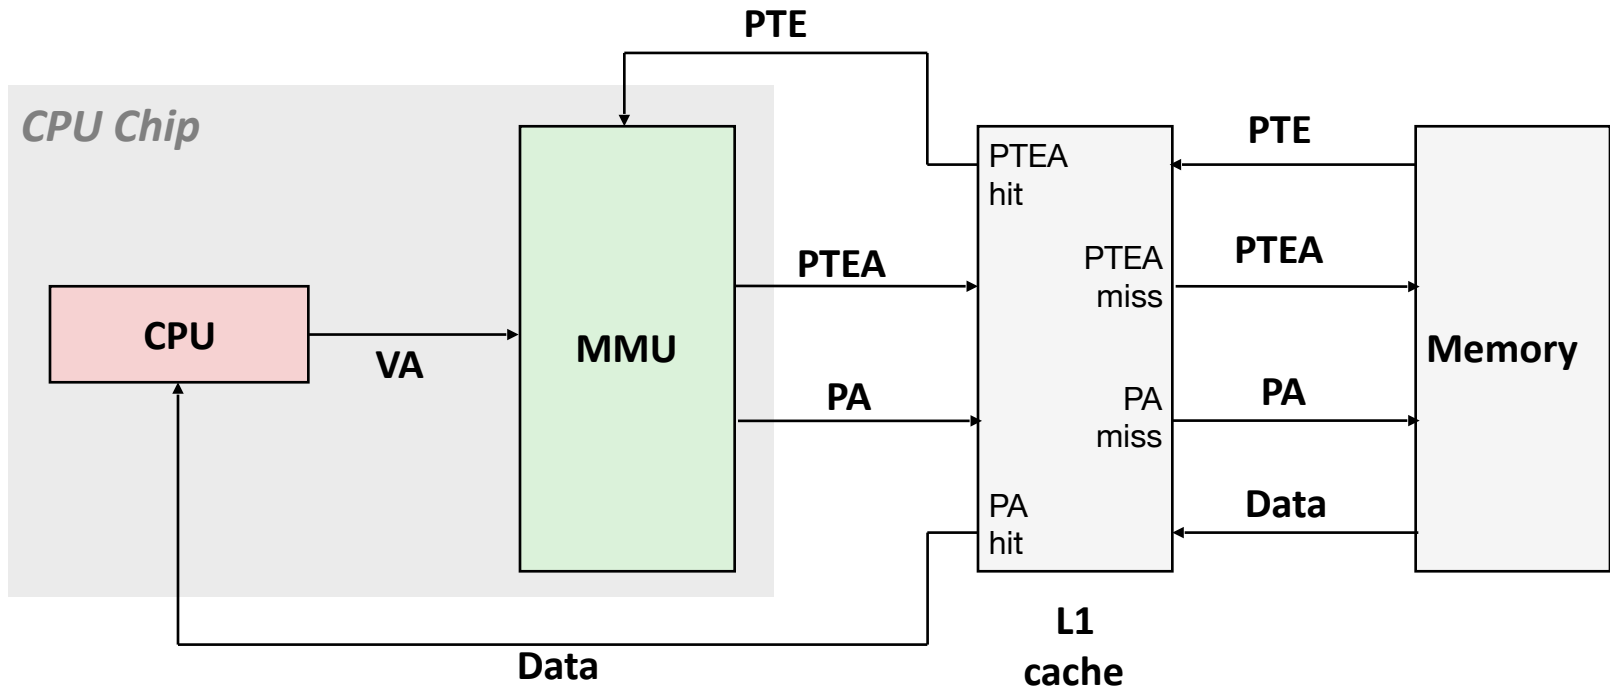 PTE
CPU Chip
PTEA
hit
PTE
PTEA
PTEA
miss
PTEA
CPU
VA
MMU
Memory
PA
PA
miss
PA
PA
hit
Data
Data
L1
cache